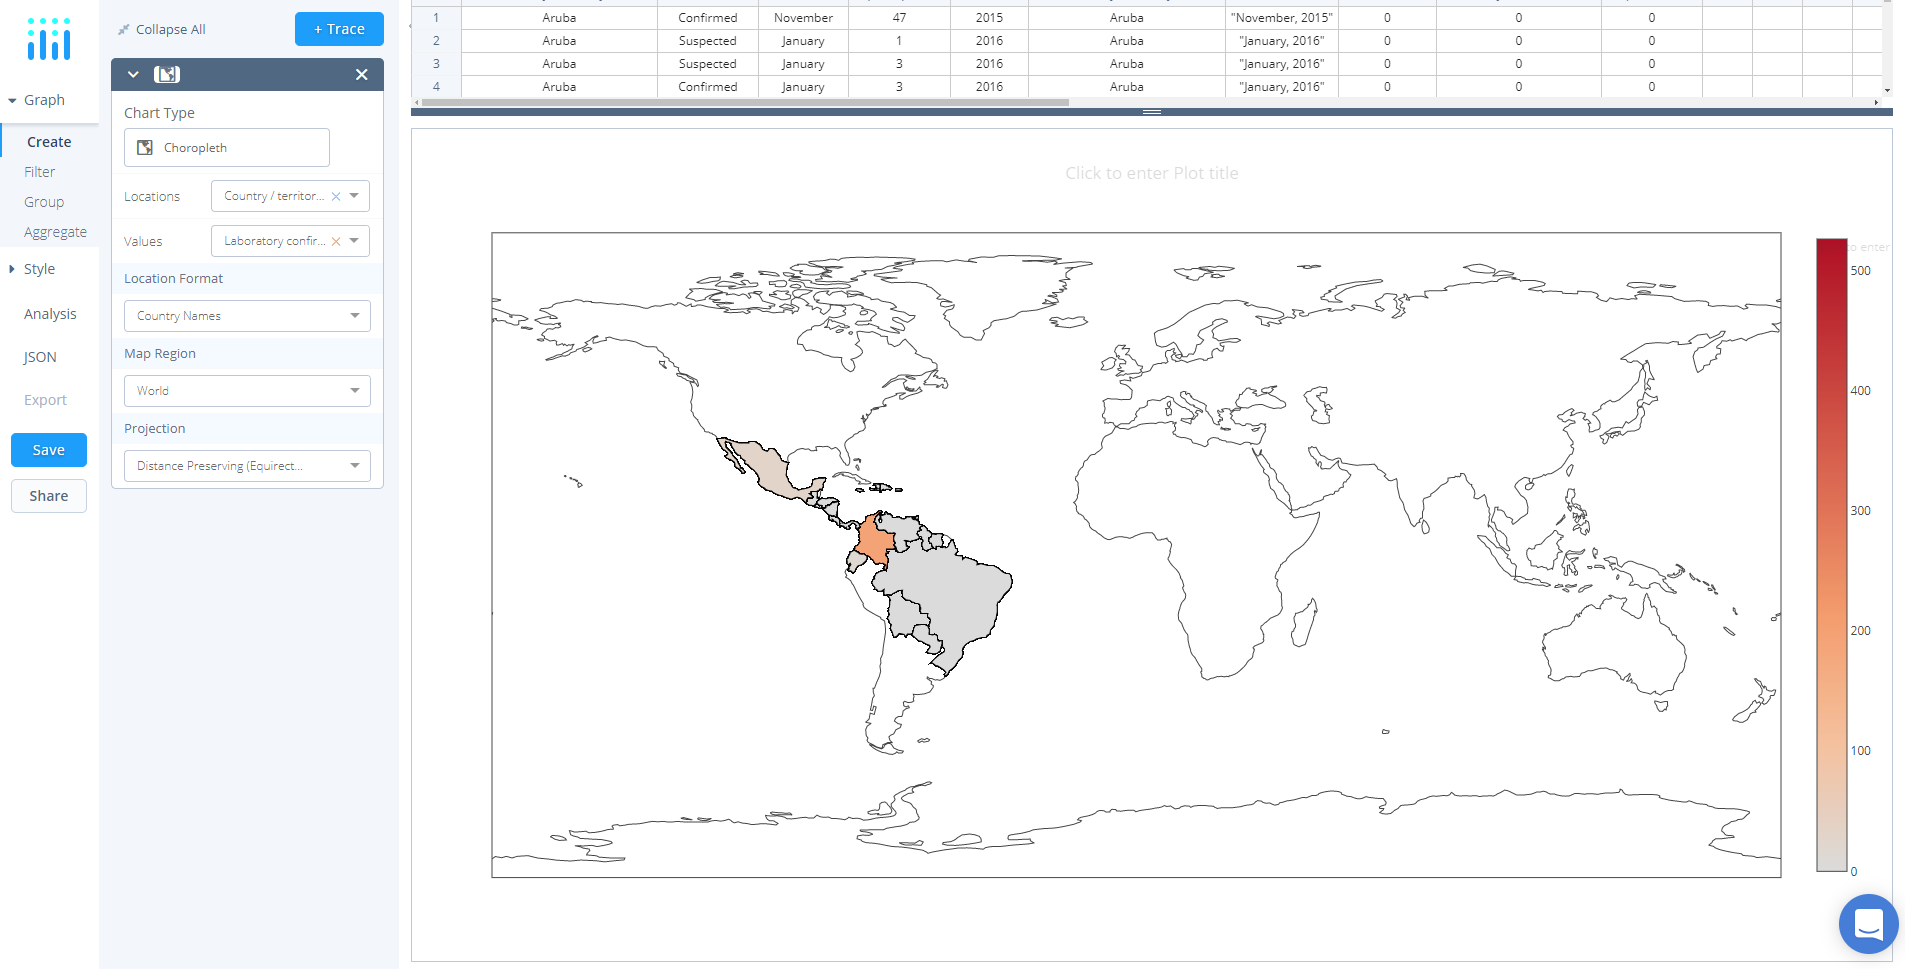 Collapse All
+ Trace
Graph
Create
Filter
Group
Aggregate
Style
Analysis
JSON
Export
Save
Share
Chart Type
Choropleth
Locations
Country / territor...
Values
Laboratory confir...
Location Format
Country Names
Map Region
World
Projection
Distance Preserving (Equirect...
1 Aruba Confirmed November 47 2015 Aruba "November, 2015" 0 0 0
2 Aruba Suspected January 1 2016 Aruba "January, 2016" 0 0 0
3 Aruba Suspected January 3 2016 Aruba "January, 2016" 0 0 0
4 Aruba Confirmed January 3 2016 Aruba "January, 2016" 0 0 0
Click to enter Plot title
to enter
500
400
300
200
100
0